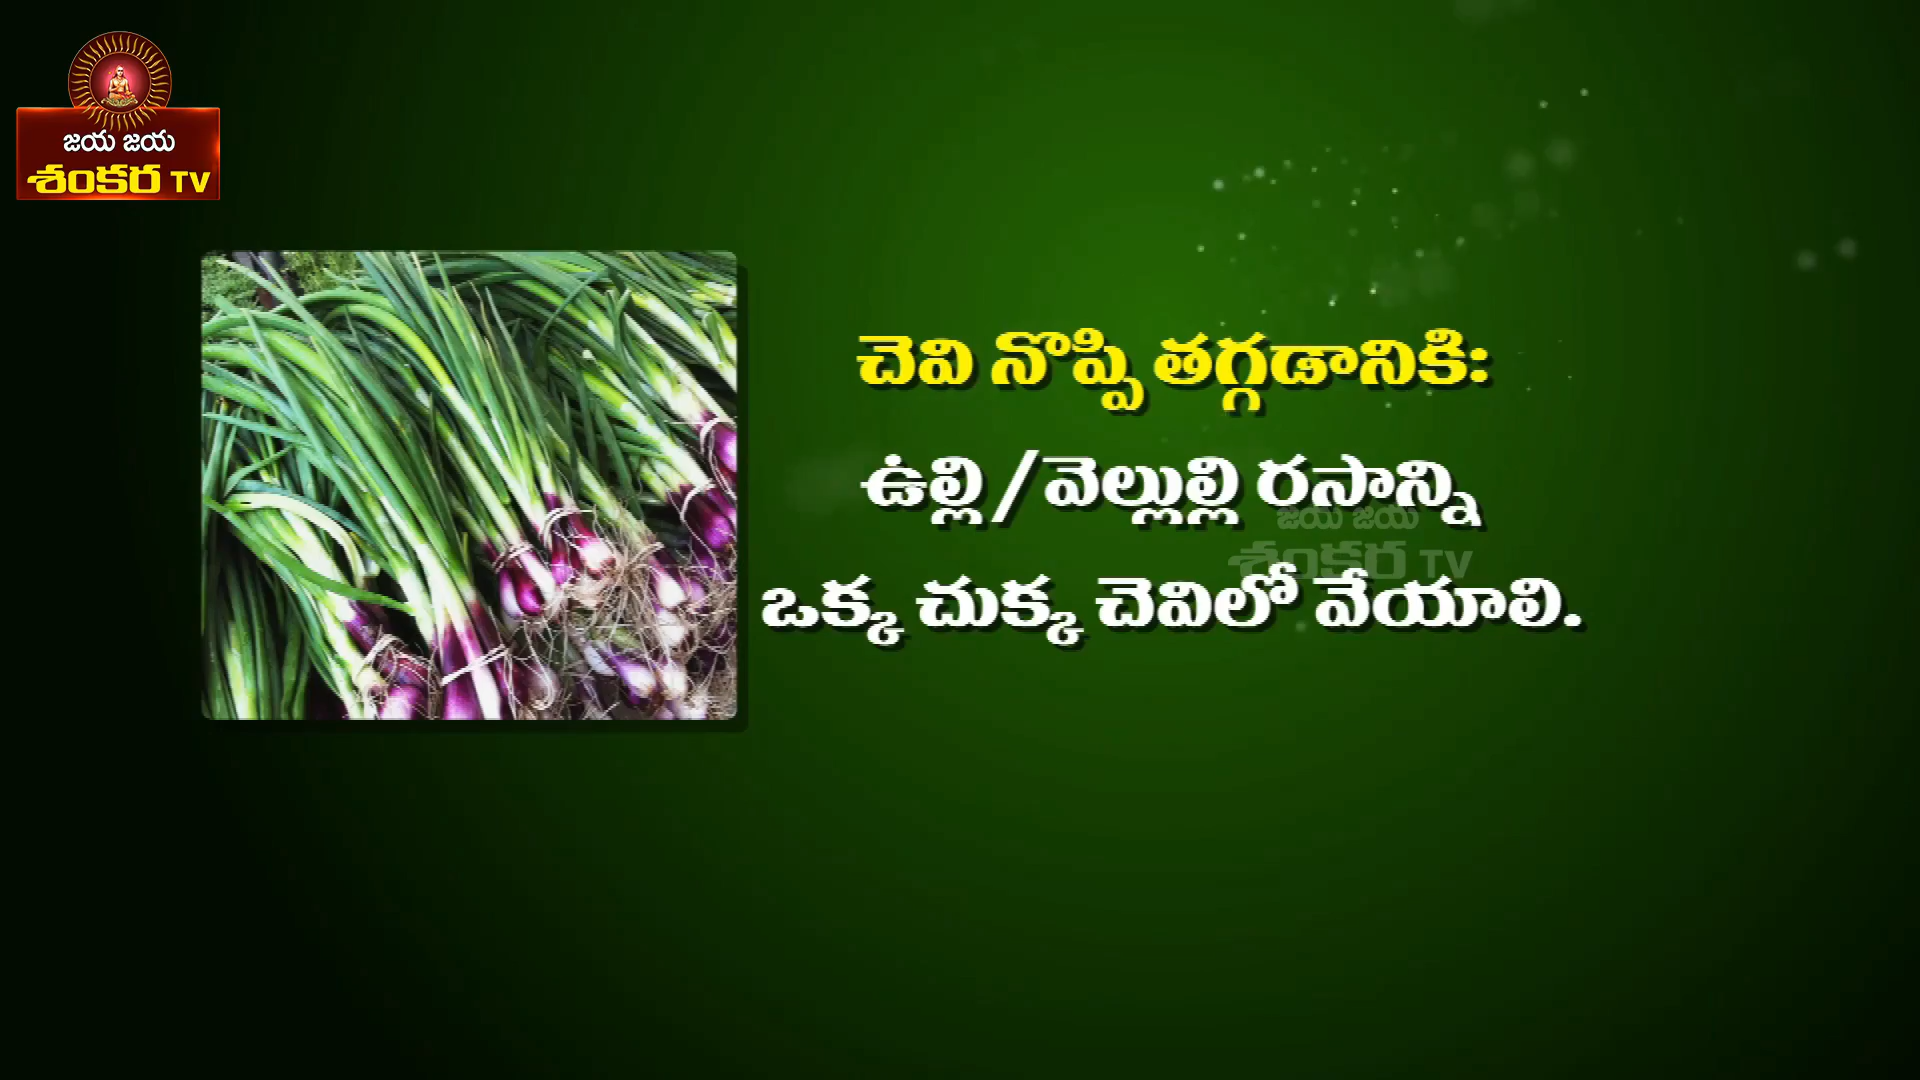 జయ జయ
శంకర TV
చెవి నొప్పి తగ్గడానికి:
ఉల్లి/వెల్లుల్లి రసాన్ని
జయ జయ
శంకర TV
ఒక్క చుక్క చెవిలో వేయాలి.